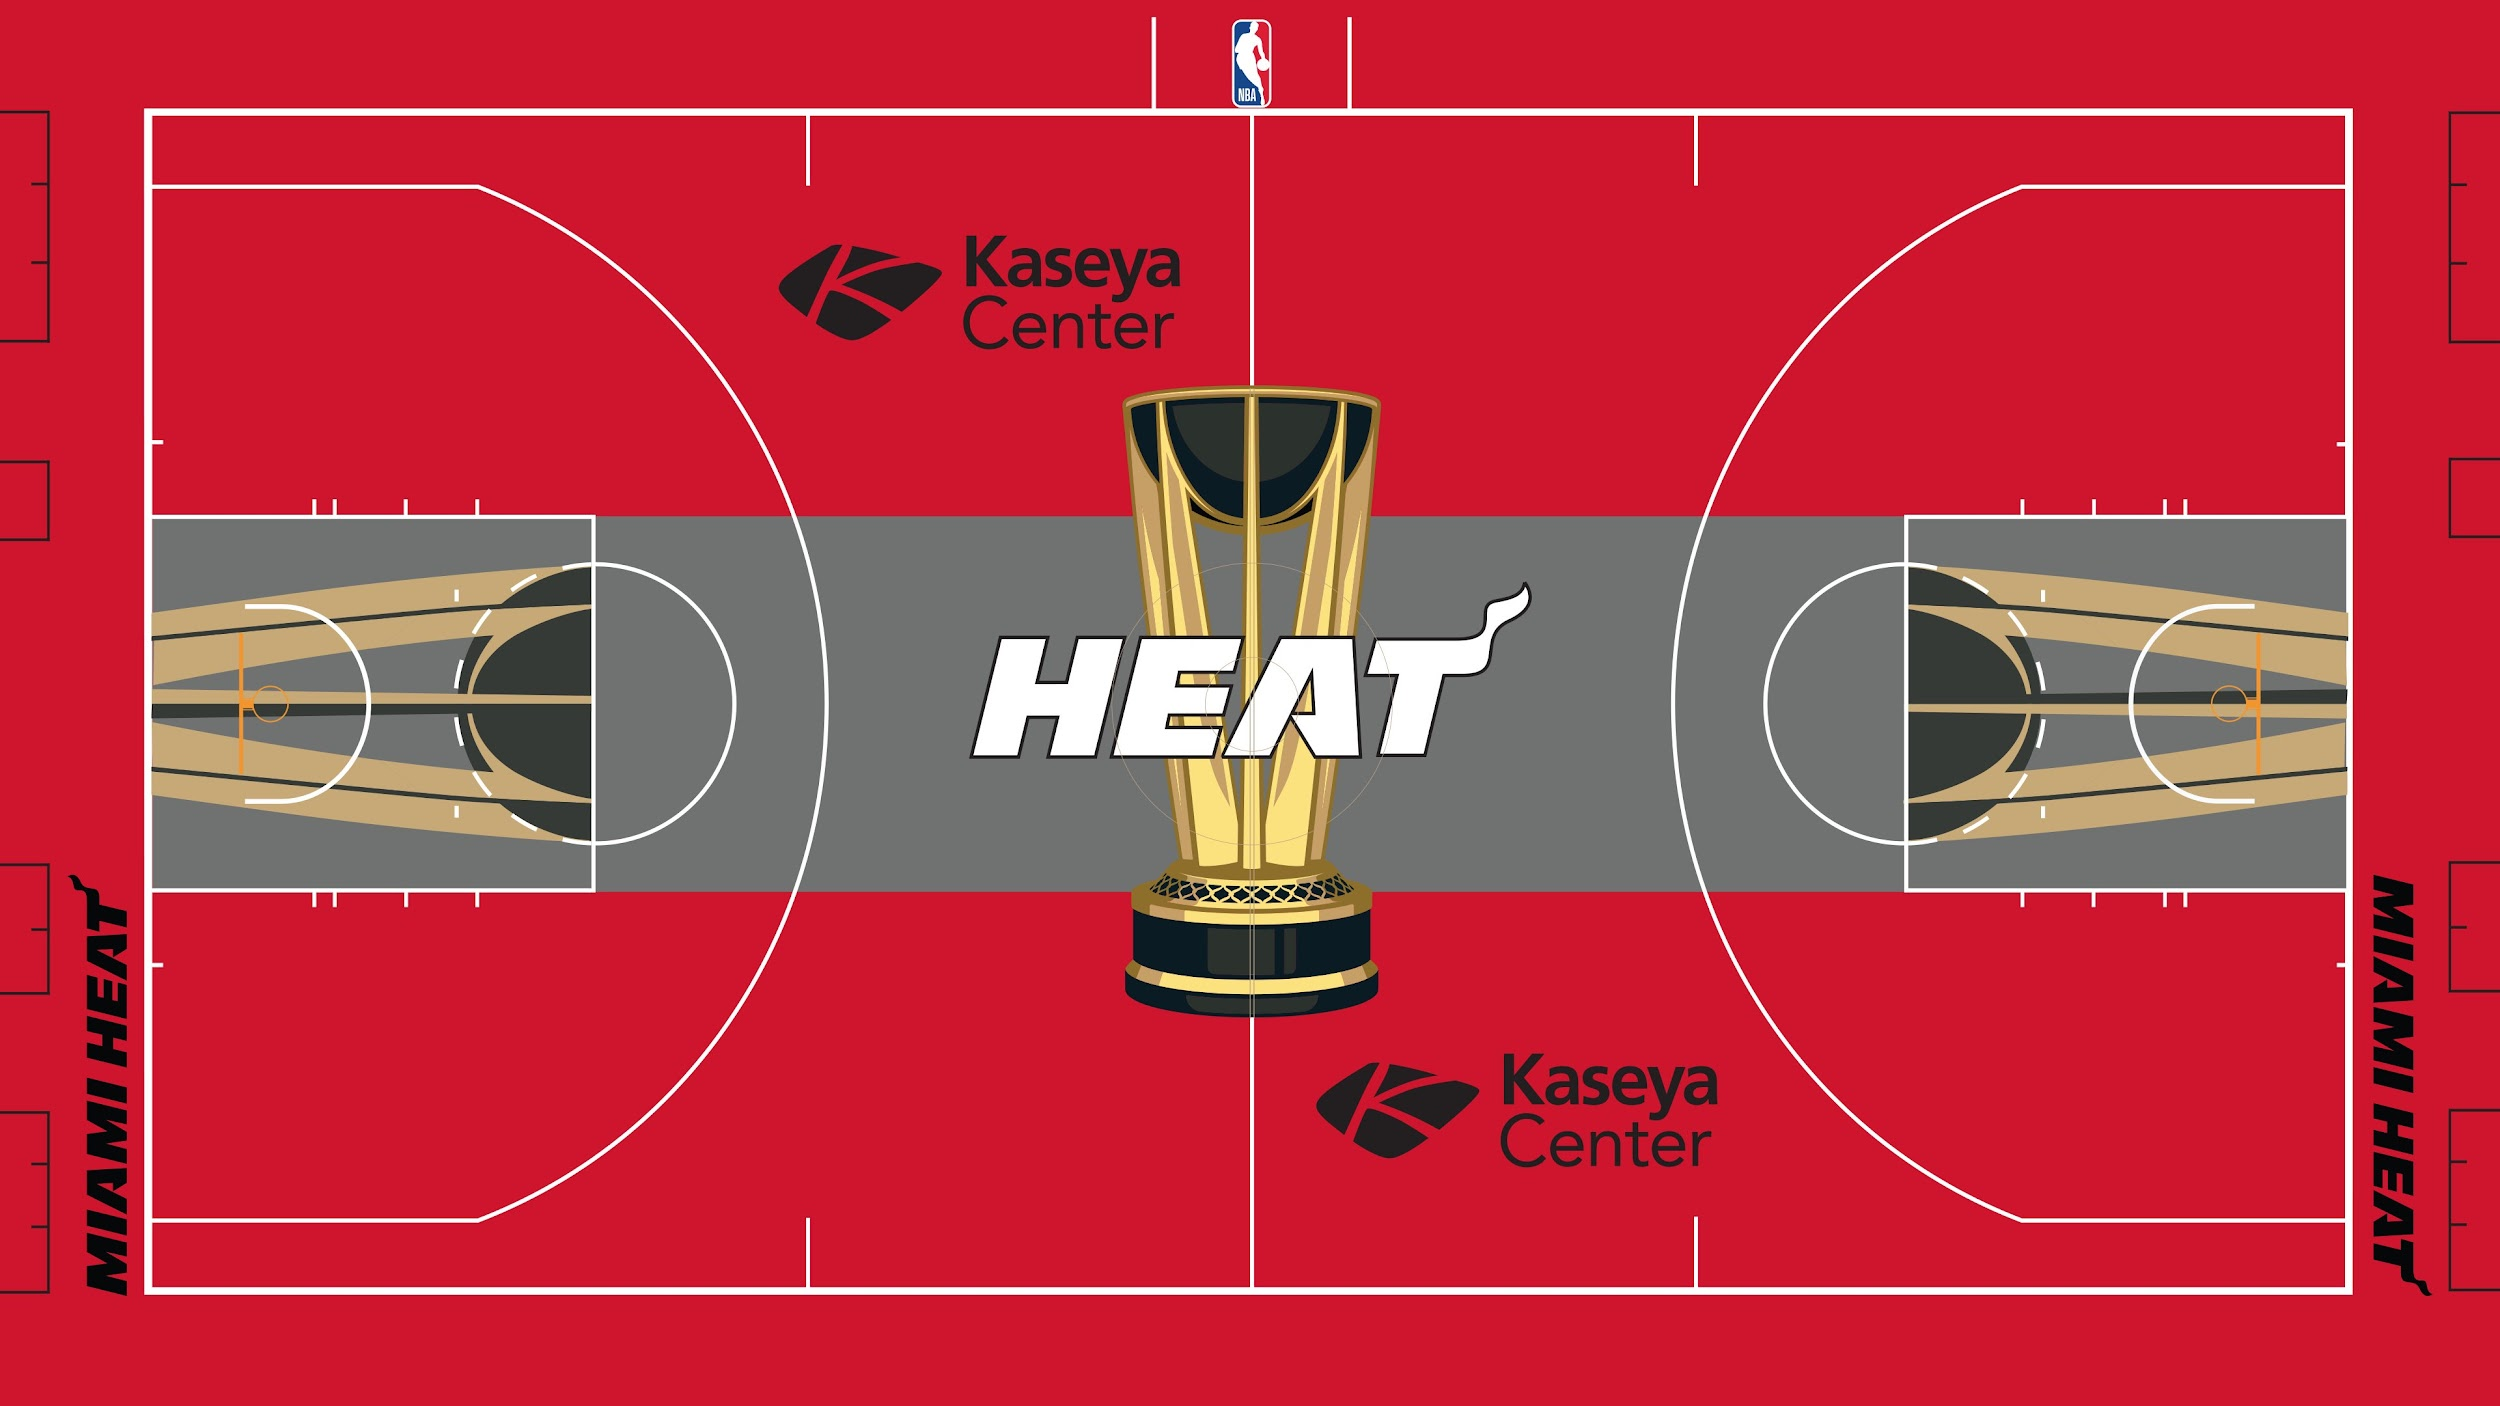 NBA
Kaseya
Center
HEAT
MIAMI HEAT
MIAMI HEAT
Kaseya
Center